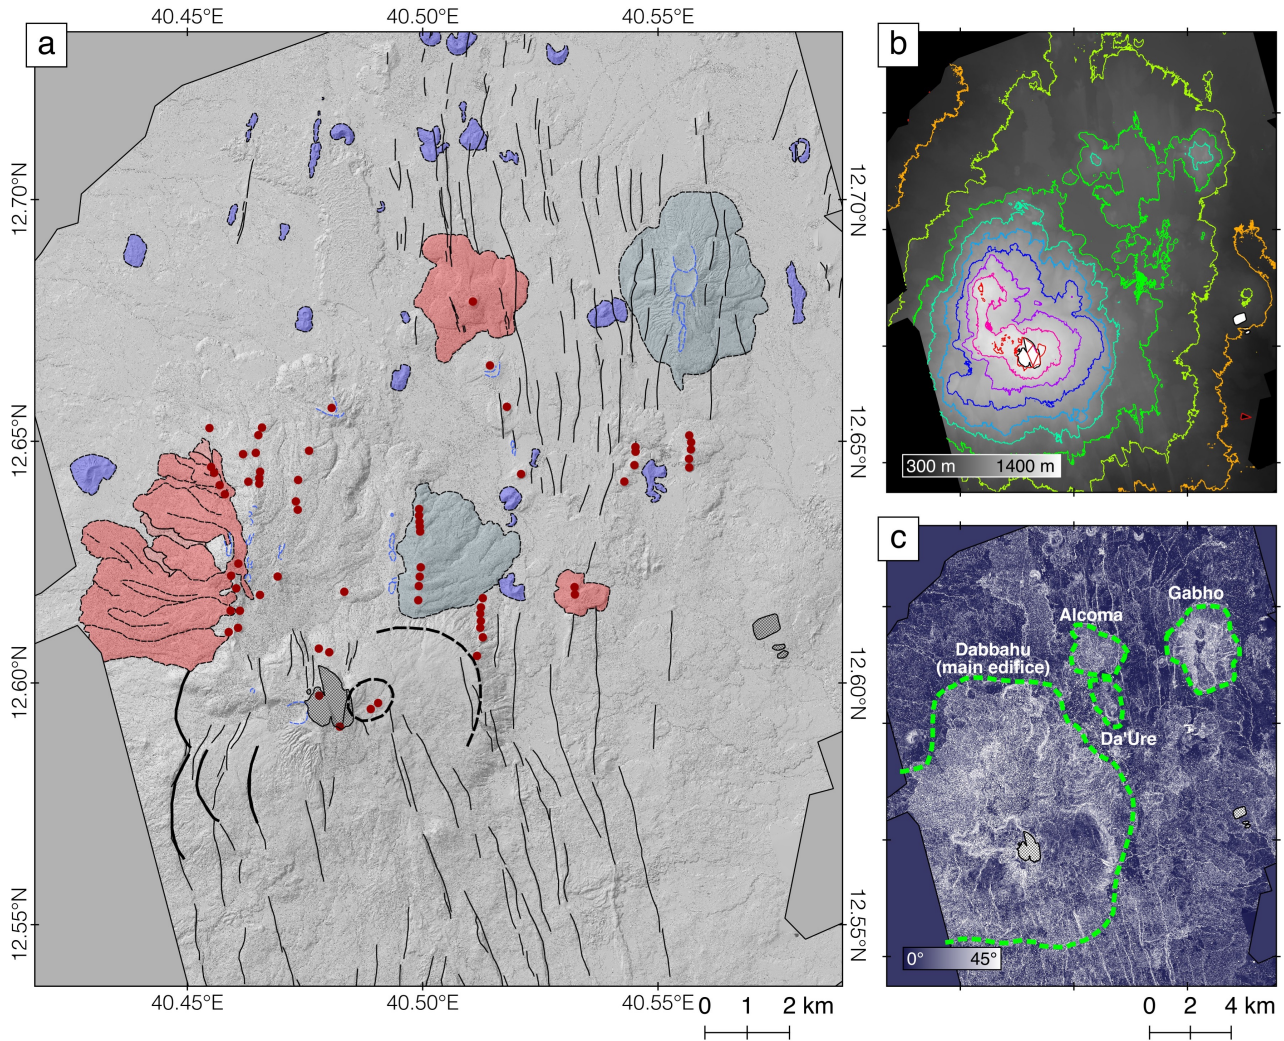 40.45°E 40.50°E 40.55°E
a
12.70°N 12.70°N
12.65°N 12.65°N
12.60°N 12.60°N
12.55°N 12.55°N
40.45°E 40.50°E 40.55°E
0 1 2 km
b
300 m 1400 m
c
Gabho
Alcoma
Dabbahu
(main edifice)
Da'Ure
0° 45°
0 2 4 km